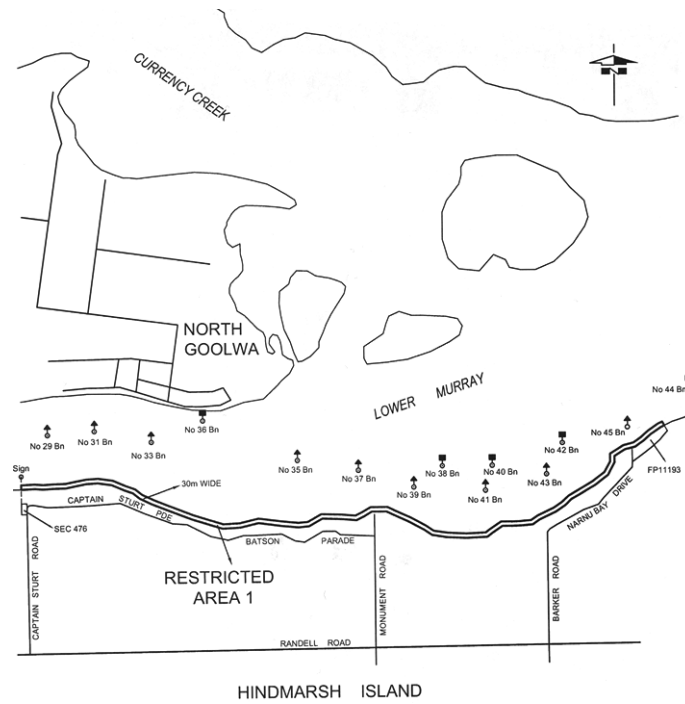 CURRENCY CREEK
NORTH
GOOLWA
LOWER MURRAY
No 44 Bn
No 36 Bn
No 29 Bn
No 31 Bn
No 33 Bn
No 45 Bn
No 42 Bn
No 35 Bn
No 37 Bn
No 38 Bn
No 40 Bn
No 43 Bn
No 39 Bn
No 41 Bn
Sign
30m WIDE
FP11193
CAPTAIN STURT PDE
SEC 476
NARNU BAY DRIVE
BATSON PARADE
RESTRICTED
AREA 1
CAPTAIN STURT ROAD
MONUMENT ROAD
BARKER ROAD
RANDELL ROAD
HINDMARSH ISLAND